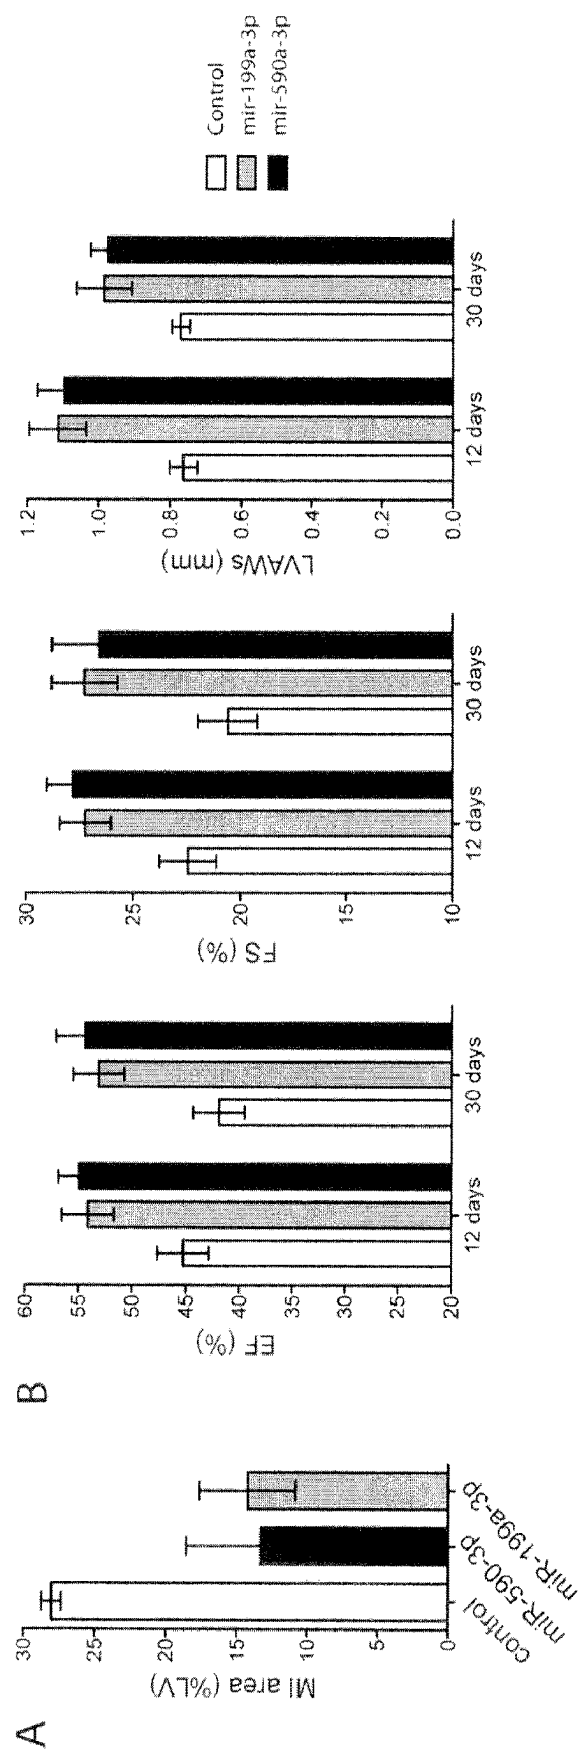 A
MI area (%LV)
30
25
20
15
10
5
0
control
miR-590-3p
miR-199a-3p
B
EF (%)
60
55
50
45
40
35
30
25
20
12 days
30 days
FS (%)
30
25
20
15
10
12 days
30 days
LVAWs (mm)
1.2
1.0
0.8
0.6
0.4
0.2
0.0
12 days
30 days
Control
mir-199a-3p
mir-590a-3p